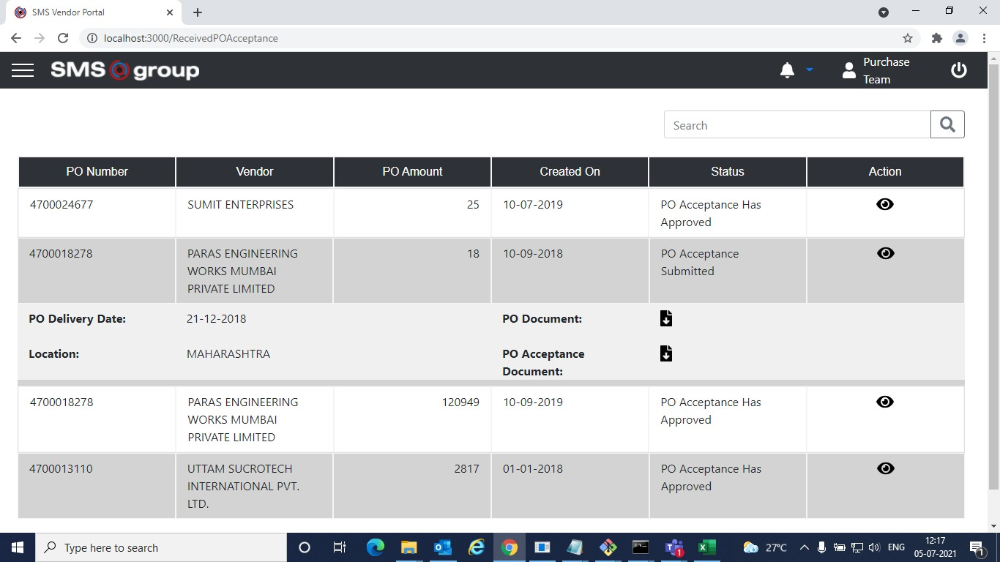 SMS Vendor Portal
localhost:3000/ReceivedPOAcceptance
SMS group
Purchase
Team
Search
PO Number Vendor PO Amount Created On Status Action
4700024677 SUMIT ENTERPRISES 25 10-07-2019 PO Acceptance Has
Approved
4700018278 PARAS ENGINEERING 18 10-09-2018 PO Acceptance
WORKS MUMBAI Submitted
PRIVATE LIMITED
PO Delivery Date: 21-12-2018 PO Document:
Location: MAHARASHTRA PO Acceptance
Document:
4700018278 PARAS ENGINEERING 120949 10-09-2019 PO Acceptance Has
WORKS MUMBAI Approved
PRIVATE LIMITED
4700013110 UTTAM SUCROTECH 2817 01-01-2018 PO Acceptance Has
INTERNATIONAL PVT. Approved
LTD.
Type here to search 1 27°C ENG 12:17
05-07-2021 1